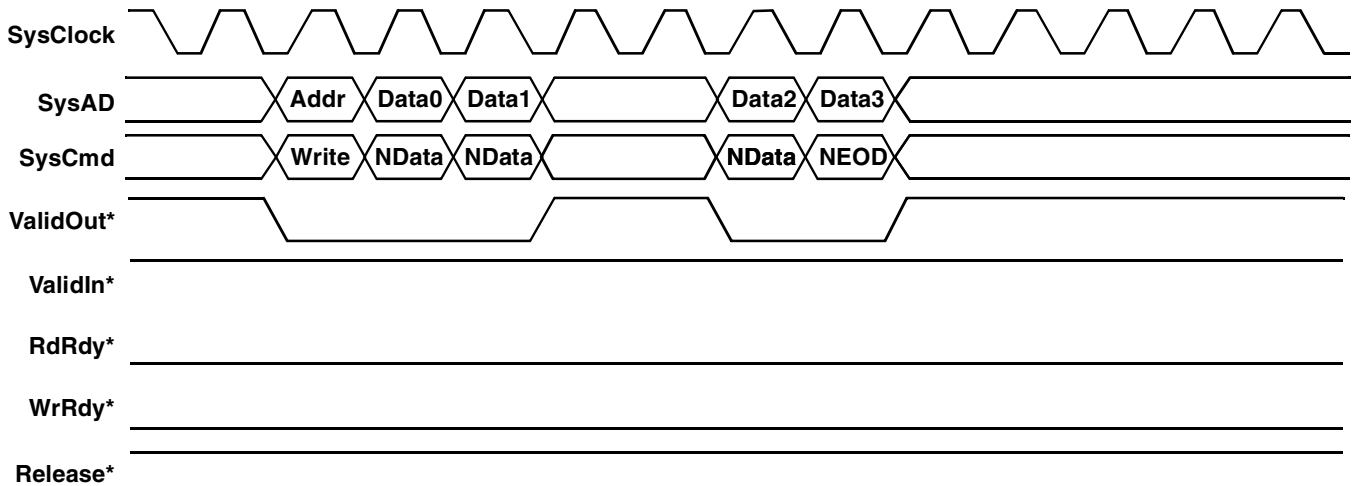 SysClock
SysAD Addr Data0 Data1 Data2 Data3
SysCmd Write NData NData NData NEOD
ValidOut*
ValidIn*
RdRdy*
WrRdy*
Release*